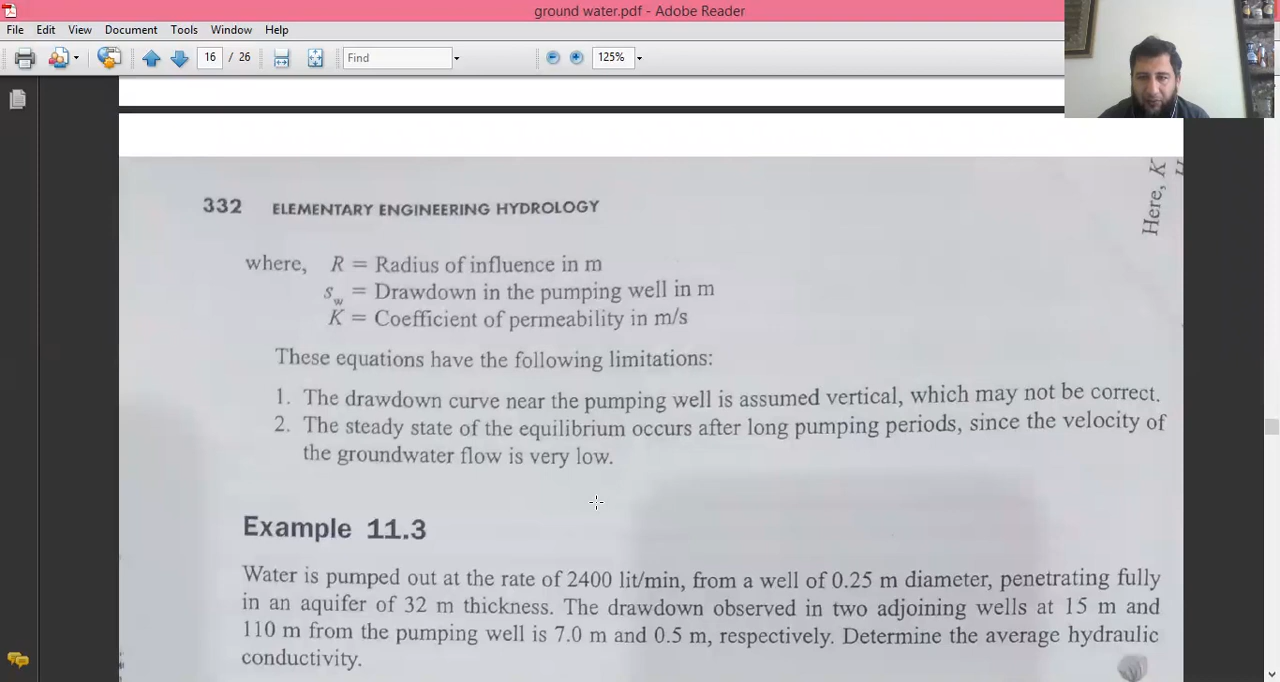 ground water.pdf - Adobe Reader
File Edit View Document Tools Window Help
16 / 26 Find 125%
332 ELEMENTARY ENGINEERING HYDROLOGY
Here, K
where, R = Radius of influence in m
s_w = Drawdown in the pumping well in m
K = Coefficient of permeability in m/s
These equations have the following limitations:
1. The drawdown curve near the pumping well is assumed vertical, which may not be correct.
2. The steady state of the equilibrium occurs after long pumping periods, since the velocity of
the groundwater flow is very low.
Example 11.3
Water is pumped out at the rate of 2400 lit/min, from a well of 0.25 m diameter, penetrating fully
in an aquifer of 32 m thickness. The drawdown observed in two adjoining wells at 15 m and
110 m from the pumping well is 7.0 m and 0.5 m, respectively. Determine the average hydraulic
conductivity.